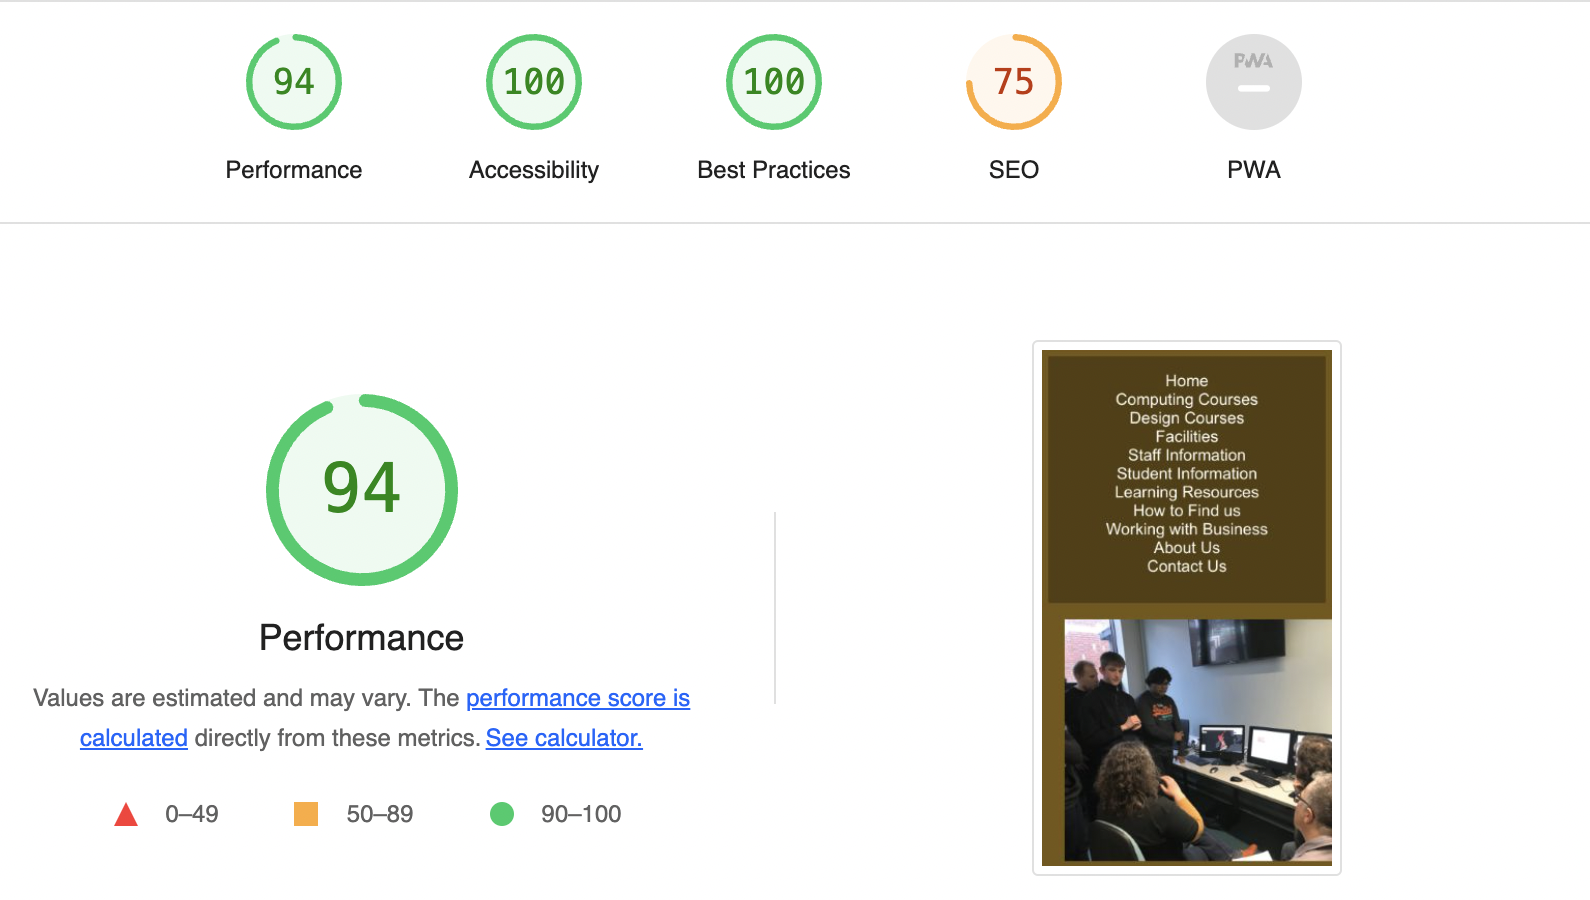 94
100
100
75
PWA
Performance
Accessibility
Best Practices
SEO
PWA
94
Performance
Values are estimated and may vary. The performance score is
calculated directly from these metrics. See calculator.
0–49
50–89
90–100
Home
Computing Courses
Design Courses
Facilities
Staff Information
Student Information
Learning Resources
How to Find us
Working with Business
About Us
Contact Us